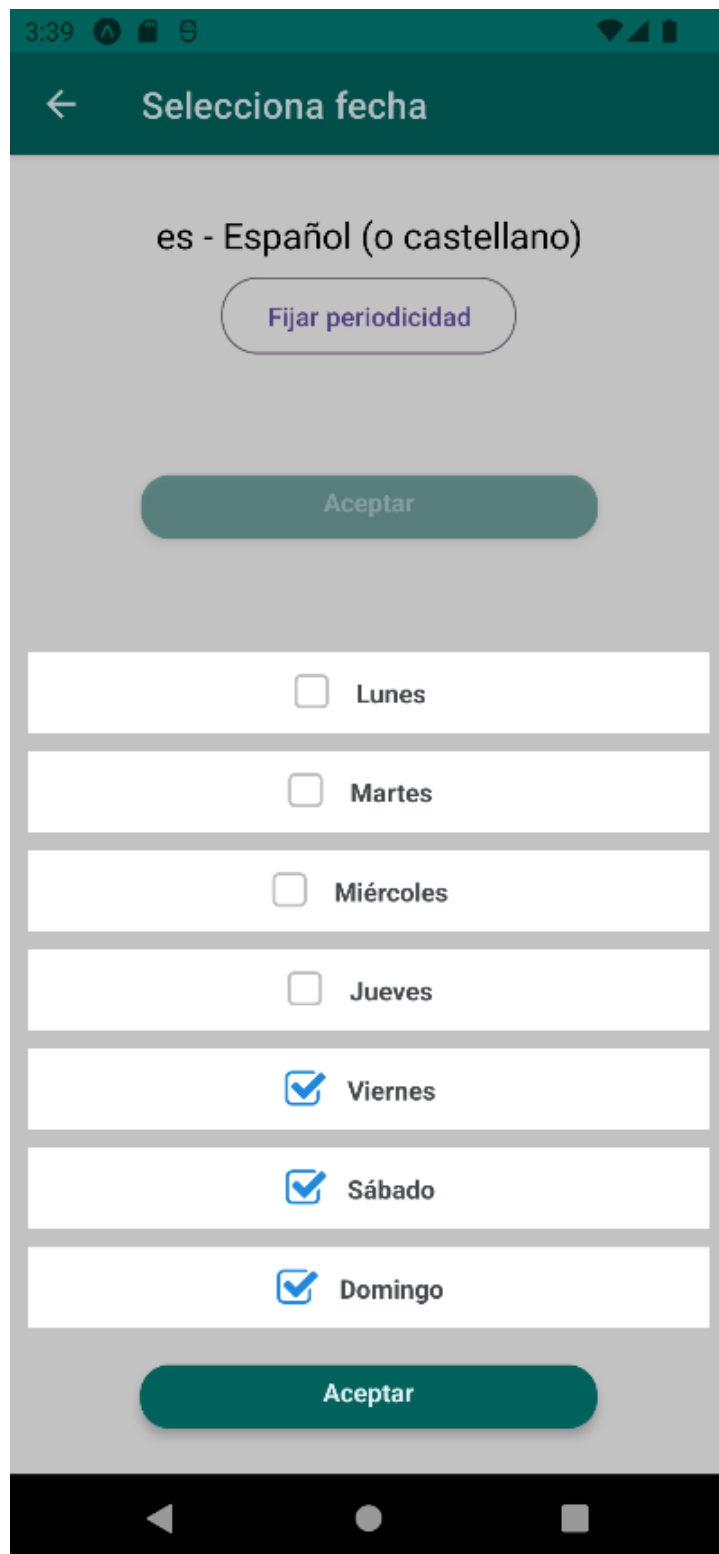 3:39
Selecciona fecha
es - Español (o castellano)
Fijar periodicidad
Aceptar
Lunes
Martes
Miércoles
Jueves
Viernes
Sábado
Domingo
Aceptar